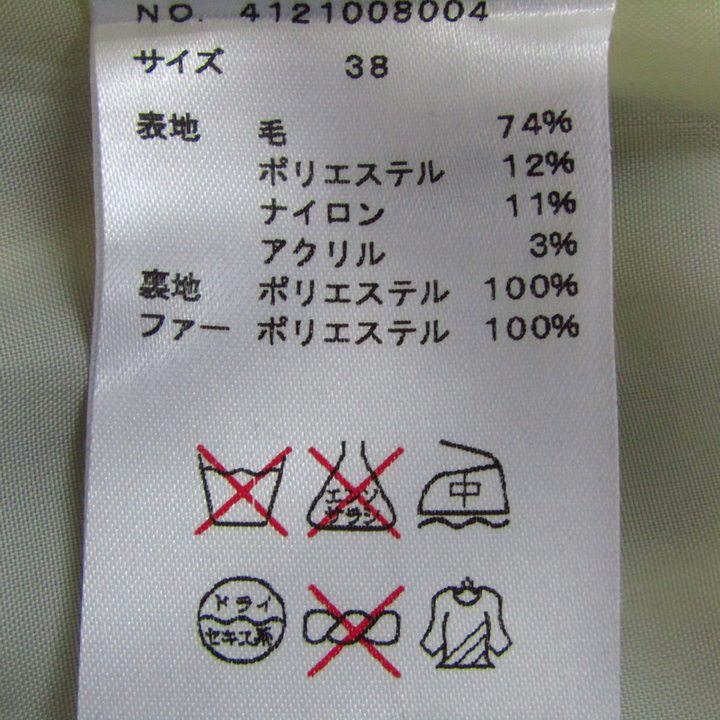 NO. 4121008004
サイズ 38
表地 毛 74%
ポリエステル 12%
ナイロン 11%
アクリル 3%
裏地 ポリエステル 100%
ファー ポリエステル 100%
エンソ
サラシ
中
ドライ
セキユ系